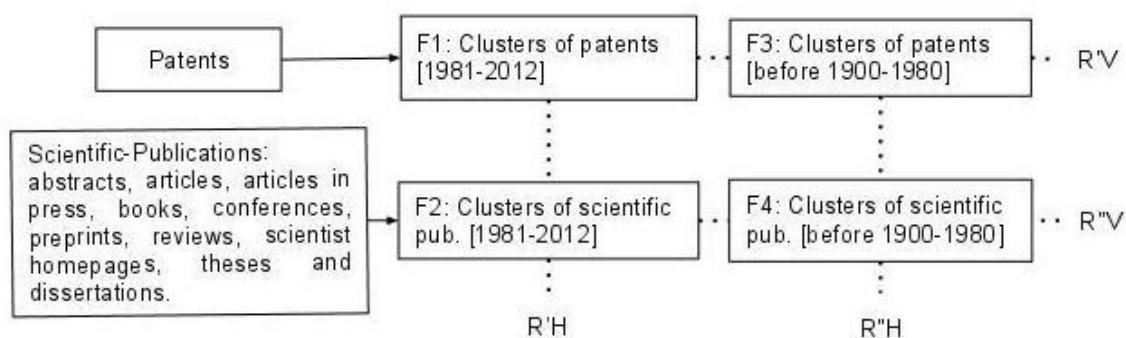 Patents
F1: Clusters of patents
[1981-2012]
F3: Clusters of patents
[before 1900-1980]
R'V
Scientific-Publications:
abstracts, articles, articles in
press, books, conferences,
preprints, reviews, scientist
homepages, theses and
dissertations.
F2: Clusters of scientific
pub. [1981-2012]
F4: Clusters of scientific
pub. [before 1900-1980]
R"V
R'H
R"H